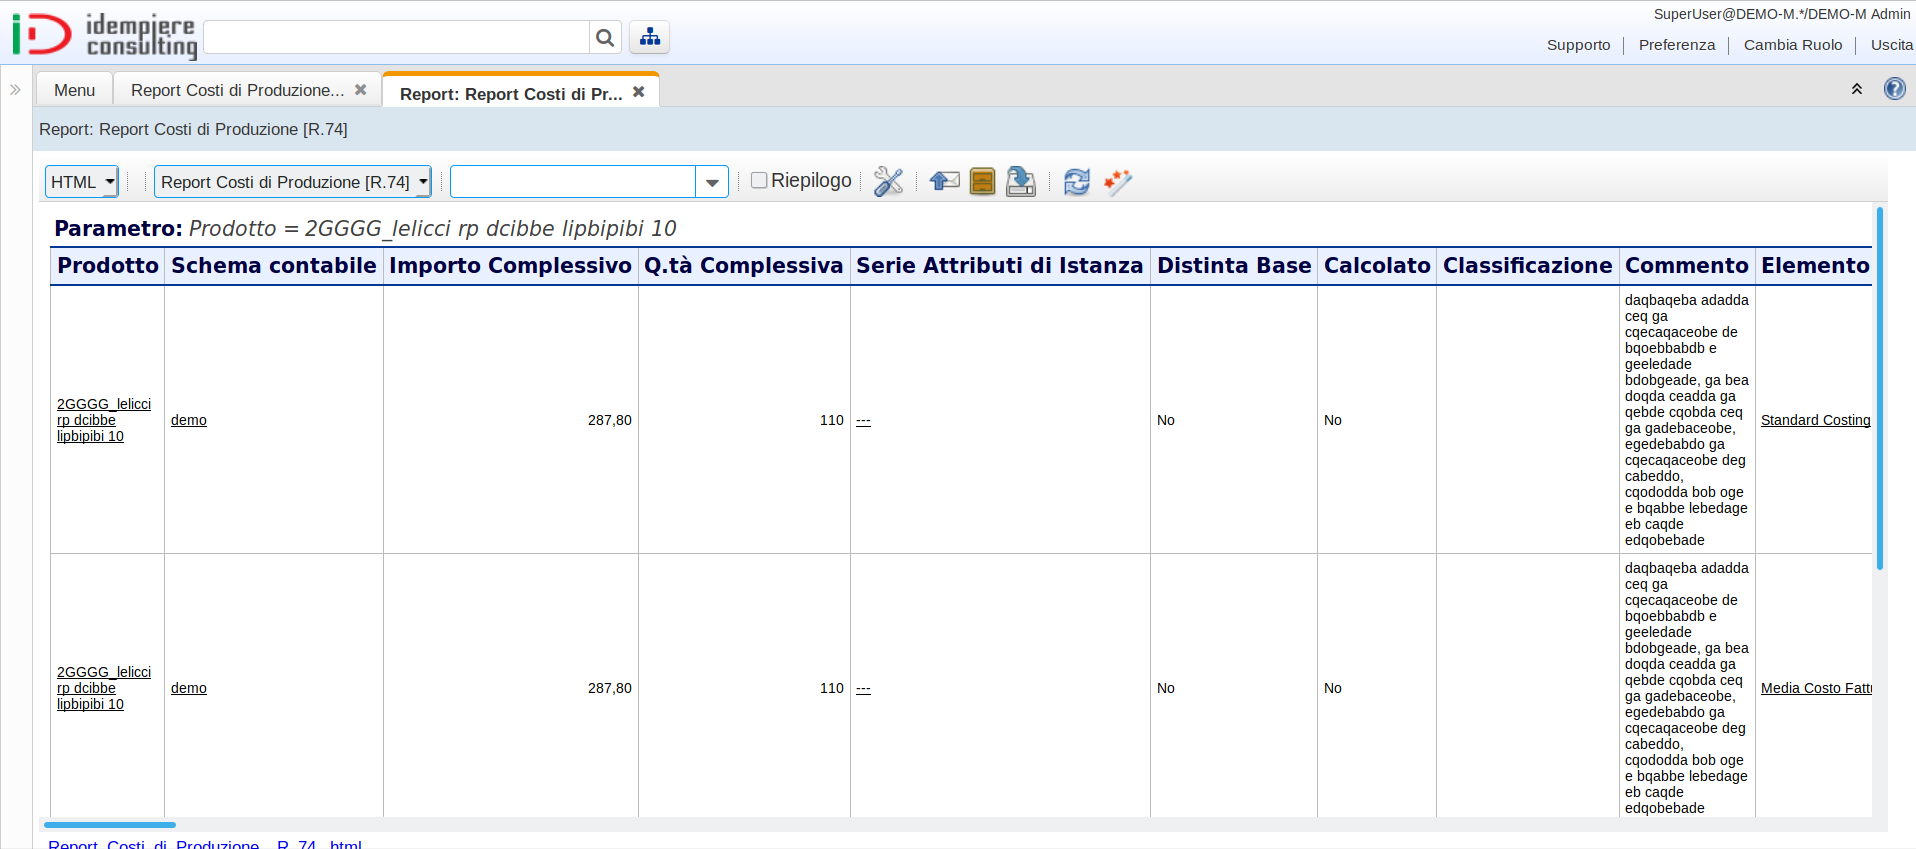 SuperUser@DEMO-M.*/DEMO-M Admin
idempiere
consulting
Supporto Preferenza Cambia Ruolo Uscita
Menu Report Costi di Produzione... Report: Report Costi di Pr...
Report: Report Costi di Produzione [R.74]
HTML Report Costi di Produzione [R.74] Riepilogo
Parametro: Prodotto = 2GGGG_lelicci rp dcibbe lipbipibi 10
Prodotto Schema contabile Importo Complessivo Q.tà Complessiva Serie Attributi di Istanza Distinta Base Calcolato Classificazione Commento Elemento
2GGGG_lelicci
rp dcibbe
lipbipibi 10
demo
287,80
110
---
No
No
daqbaqeba adadda
ceq ga
cqecaqaceobe de
bqoebbabdb e
geeledade
bdobgeade, ga bea
doqda ceadda ga
qebde cqobda ceq
ga gadebaceobe,
egedebabdo ga
cqecaqaceobe deg
cabeddo,
cqododda bob oge
e bqabbe lebedage
eb caqde
edqobebade
Standard Costing
2GGGG_lelicci
rp dcibbe
lipbipibi 10
demo
287,80
110
---
No
No
daqbaqeba adadda
ceq ga
cqecaqaceobe de
bqoebbabdb e
geeledade
bdobgeade, ga bea
doqda ceadda ga
qebde cqobda ceq
ga gadebaceobe,
egedebabdo ga
cqecaqaceobe deg
cabeddo,
cqododda bob oge
e bqabbe lebedage
eb caqde
edqobebade
Media Costo Fatt
Report_Costi_di_Produzione__R_74_.html